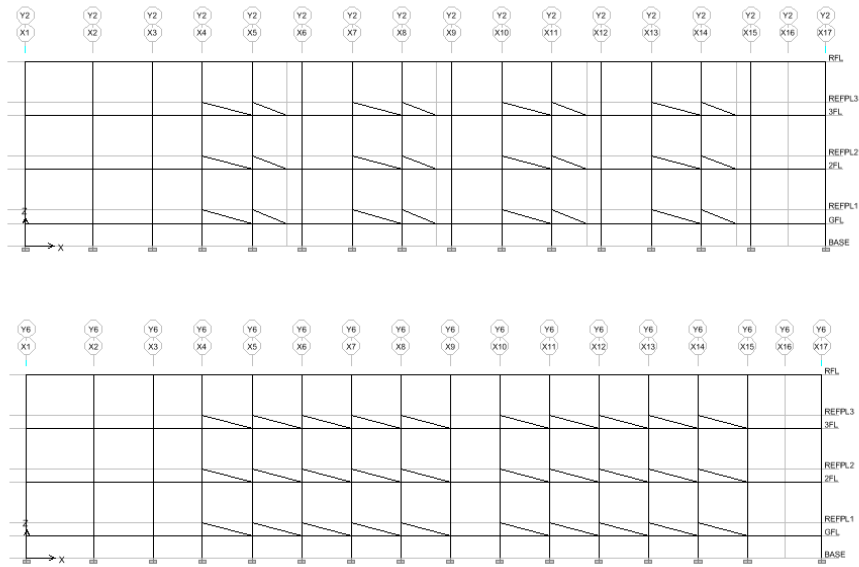 Y2 Y2 Y2 Y2 Y2 Y2 Y2 Y2 Y2 Y2 Y2 Y2 Y2 Y2 Y2 Y2 Y2
X1 X2 X3 X4 X5 X6 X7 X8 X9 X10 X11 X12 X13 X14 X15 X16 X17
RFL
REFPL3
3FL
REFPL2
2FL
REFPL1
Z
GFL
BASE
X
Y6 Y6 Y6 Y6 Y6 Y6 Y6 Y6 Y6 Y6 Y6 Y6 Y6 Y6 Y6 Y6 Y6
X1 X2 X3 X4 X5 X6 X7 X8 X9 X10 X11 X12 X13 X14 X15 X16 X17
RFL
REFPL3
3FL
REFPL2
2FL
REFPL1
Z
GFL
BASE
X